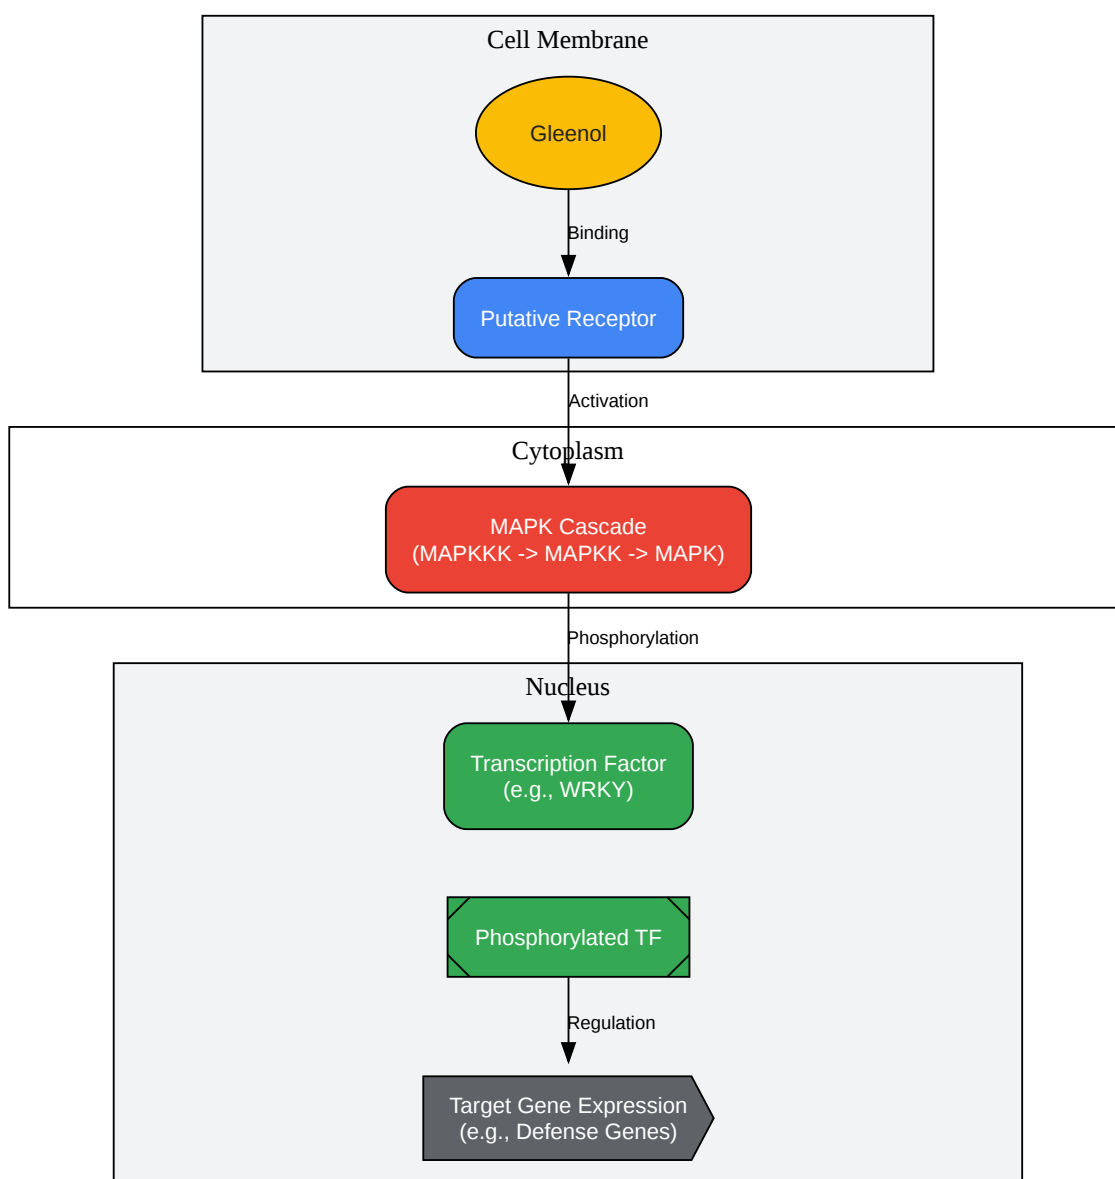 Cell Membrane
Gleenol
Binding
Putative Receptor
Activation
Cytoplasm
MAPK Cascade
(MAPKKK -> MAPKK -> MAPK)
Phosphorylation
Nucleus
Transcription Factor
(e.g., WRKY)
Phosphorylated TF
Regulation
Target Gene Expression
(e.g., Defense Genes)